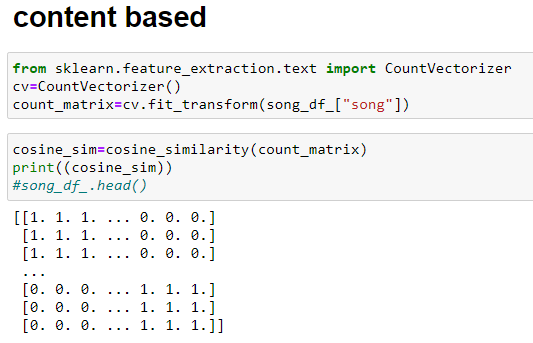 content based
from sklearn.feature_extraction.text import CountVectorizer
cv=CountVectorizer()
count_matrix=cv.fit_transform(song_df_["song"])
cosine_sim=cosine_similarity(count_matrix)
print((cosine_sim))
#song_df_.head()
[[1. 1. 1. ... 0. 0. 0.]
 [1. 1. 1. ... 0. 0. 0.]
 [1. 1. 1. ... 0. 0. 0.]
 ...
 [0. 0. 0. ... 1. 1. 1.]
 [0. 0. 0. ... 1. 1. 1.]
 [0. 0. 0. ... 1. 1. 1.]]